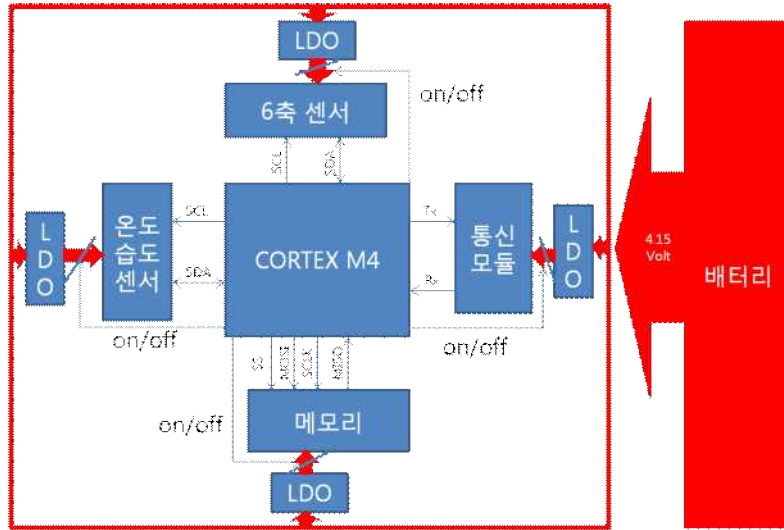 LDO
on/off
6축 센서
SCL
SDA
L
D
O
온도
습도
센서
SCL
SDA
CORTEX M4
Tx
Rx
통신
모듈
L
D
O
4.15
Volt
배터리
on/off
on/off
SS
MOSI
SCLK
MISO
on/off
메모리
LDO